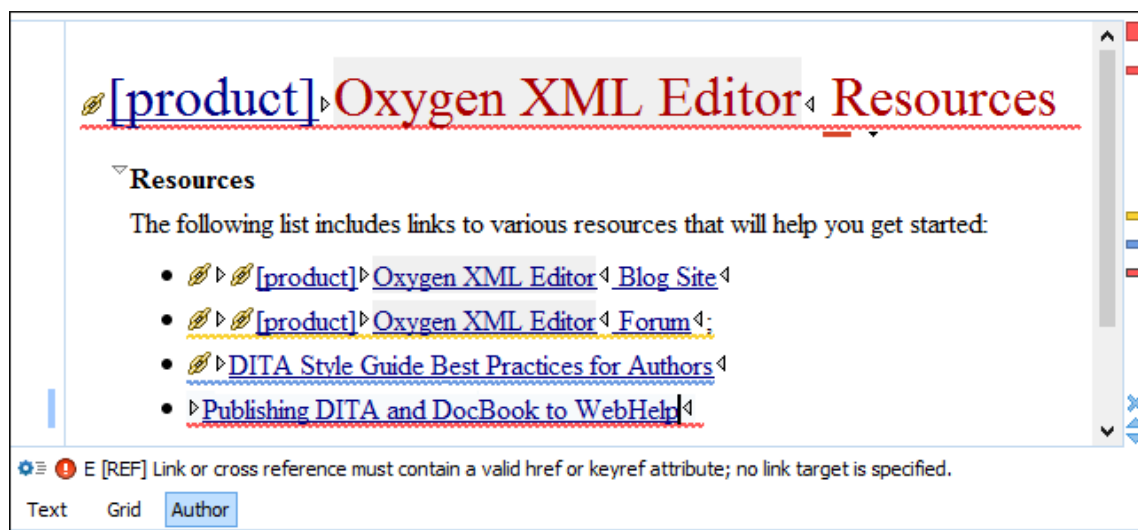 [product] Oxygen XML Editor Resources
Resources
The following list includes links to various resources that will help you get started:
[product] Oxygen XML Editor Blog Site
[product] Oxygen XML Editor Forum ;
DITA Style Guide Best Practices for Authors
Publishing DITA and DocBook to WebHelp
E [REF] Link or cross reference must contain a valid href or keyref attribute; no link target is specified.
Text Grid Author